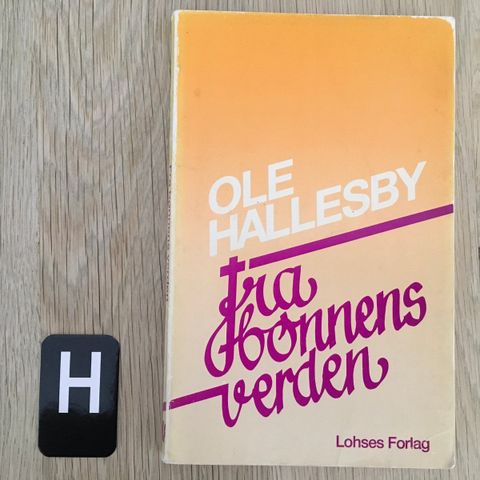 OLE
HALLESBY
fra
bønnens
verden
Lohses Forlag
H